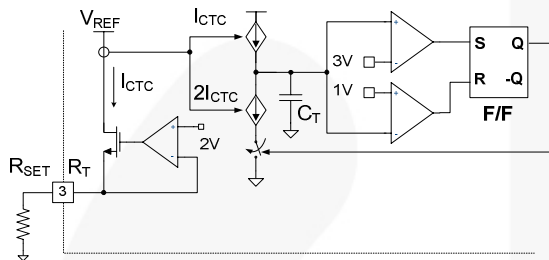 VREF
ICTC
ICTC
2ICTC
CT
3V
1V
+
-
+
-
S Q
R -Q
F/F
+
-
2V
RSET
RT
3